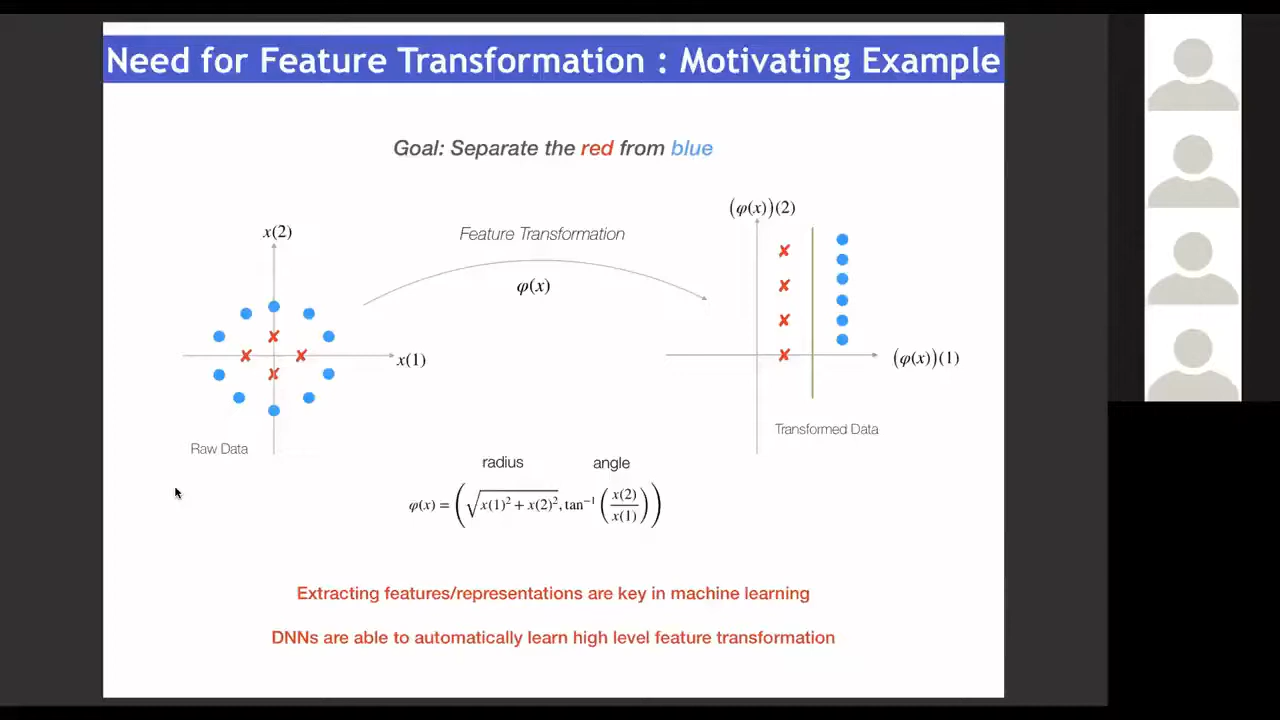 Need for Feature Transformation : Motivating Example
Goal: Separate the red from blue
x(2)
Feature Transformation
φ(x)
x(1)
Raw Data
(φ(x))(2)
(φ(x))(1)
Transformed Data
radius angle
φ(x) = (√x(1)² + x(2)², tan⁻¹ (x(2)/x(1)))
Extracting features/representations are key in machine learning
DNNs are able to automatically learn high level feature transformation